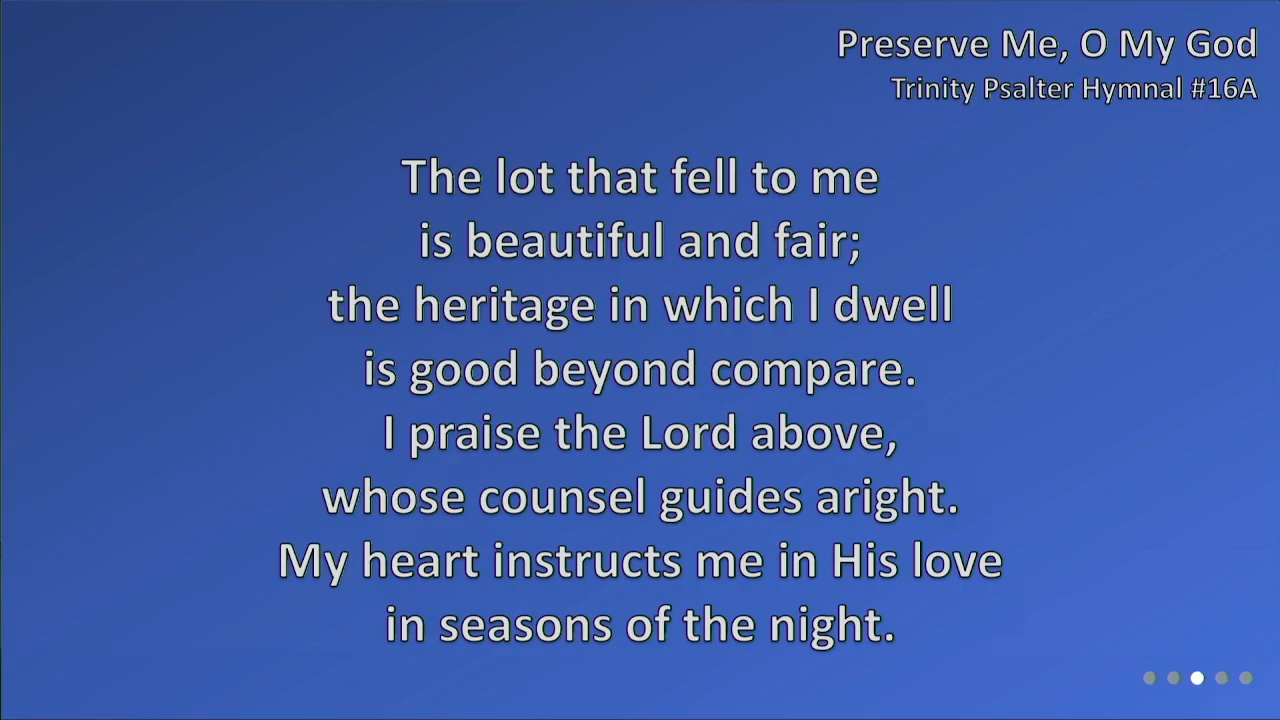 Preserve Me, O My God
Trinity Psalter Hymnal #16A
The lot that fell to me
is beautiful and fair;
the heritage in which I dwell
is good beyond compare.
I praise the Lord above,
whose counsel guides aright.
My heart instructs me in His love
in seasons of the night.